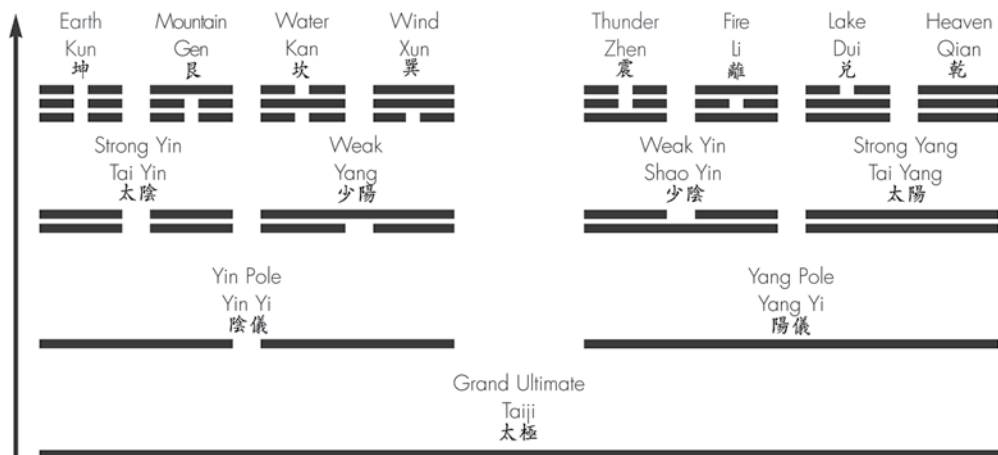 Earth Mountain Water Wind Thunder Fire Lake Heaven
Kun Gen Kan Xun Zhen Li Dui Qian
坤 艮 坎 巽 震 離 兌 乾
Strong Yin Weak Weak Yin Strong Yang
Tai Yin Yang Shao Yin Tai Yang
太陰 少陽 少陰 太陽
Yin Pole Yang Pole
Yin Yi Yang Yi
陰儀 陽儀
Grand Ultimate
Taiji
太極